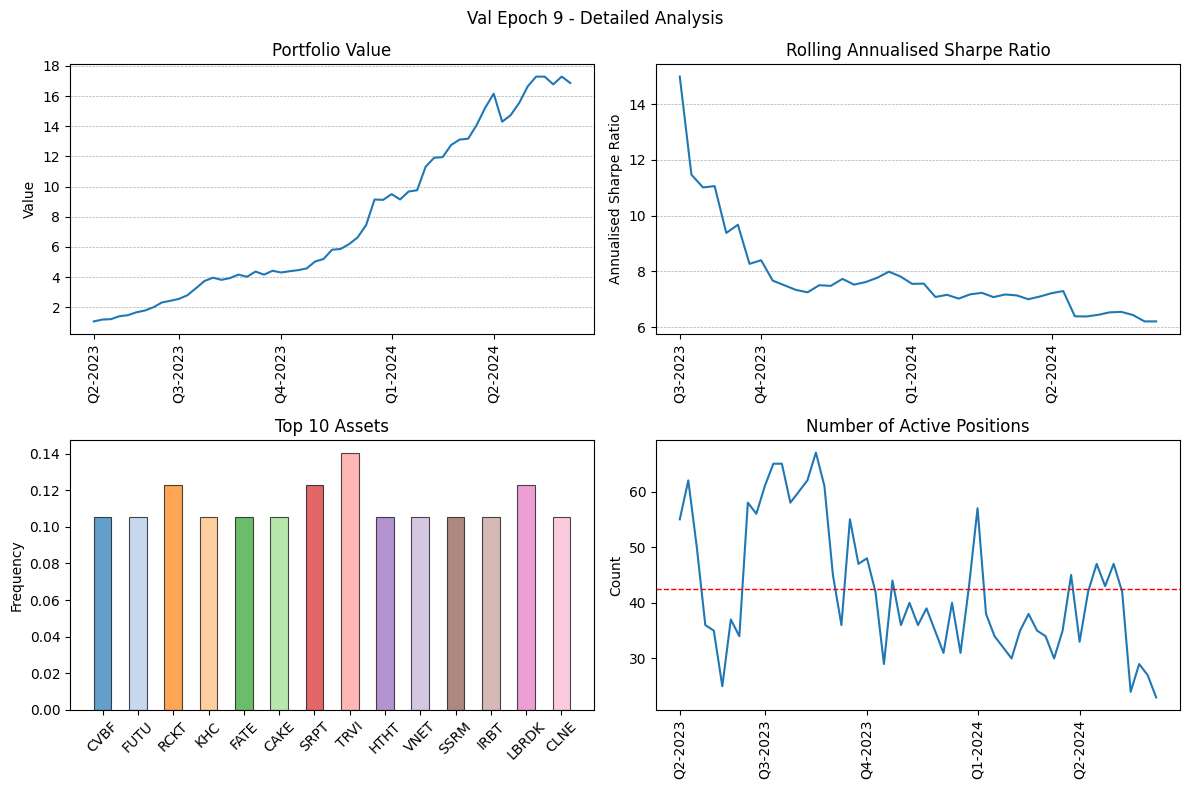 Val Epoch 9 - Detailed Analysis
Portfolio Value
Value
18
16
14
12
10
8
6
4
2
Q2-2023
Q3-2023
Q4-2023
Q1-2024
Q2-2024
Rolling Annualised Sharpe Ratio
Annualised Sharpe Ratio
14
12
10
8
6
Q3-2023
Q4-2023
Q1-2024
Q2-2024
Top 10 Assets
Frequency
0.14
0.12
0.10
0.08
0.06
0.04
0.02
0.00
CVBF
FUTU
RCKT
KHC
FATE
CAKE
SRPT
TRVI
HTHT
VNET
SSRM
IRBT
LBRDK
CLNE
Number of Active Positions
Count
60
50
40
30
Q2-2023
Q3-2023
Q4-2023
Q1-2024
Q2-2024